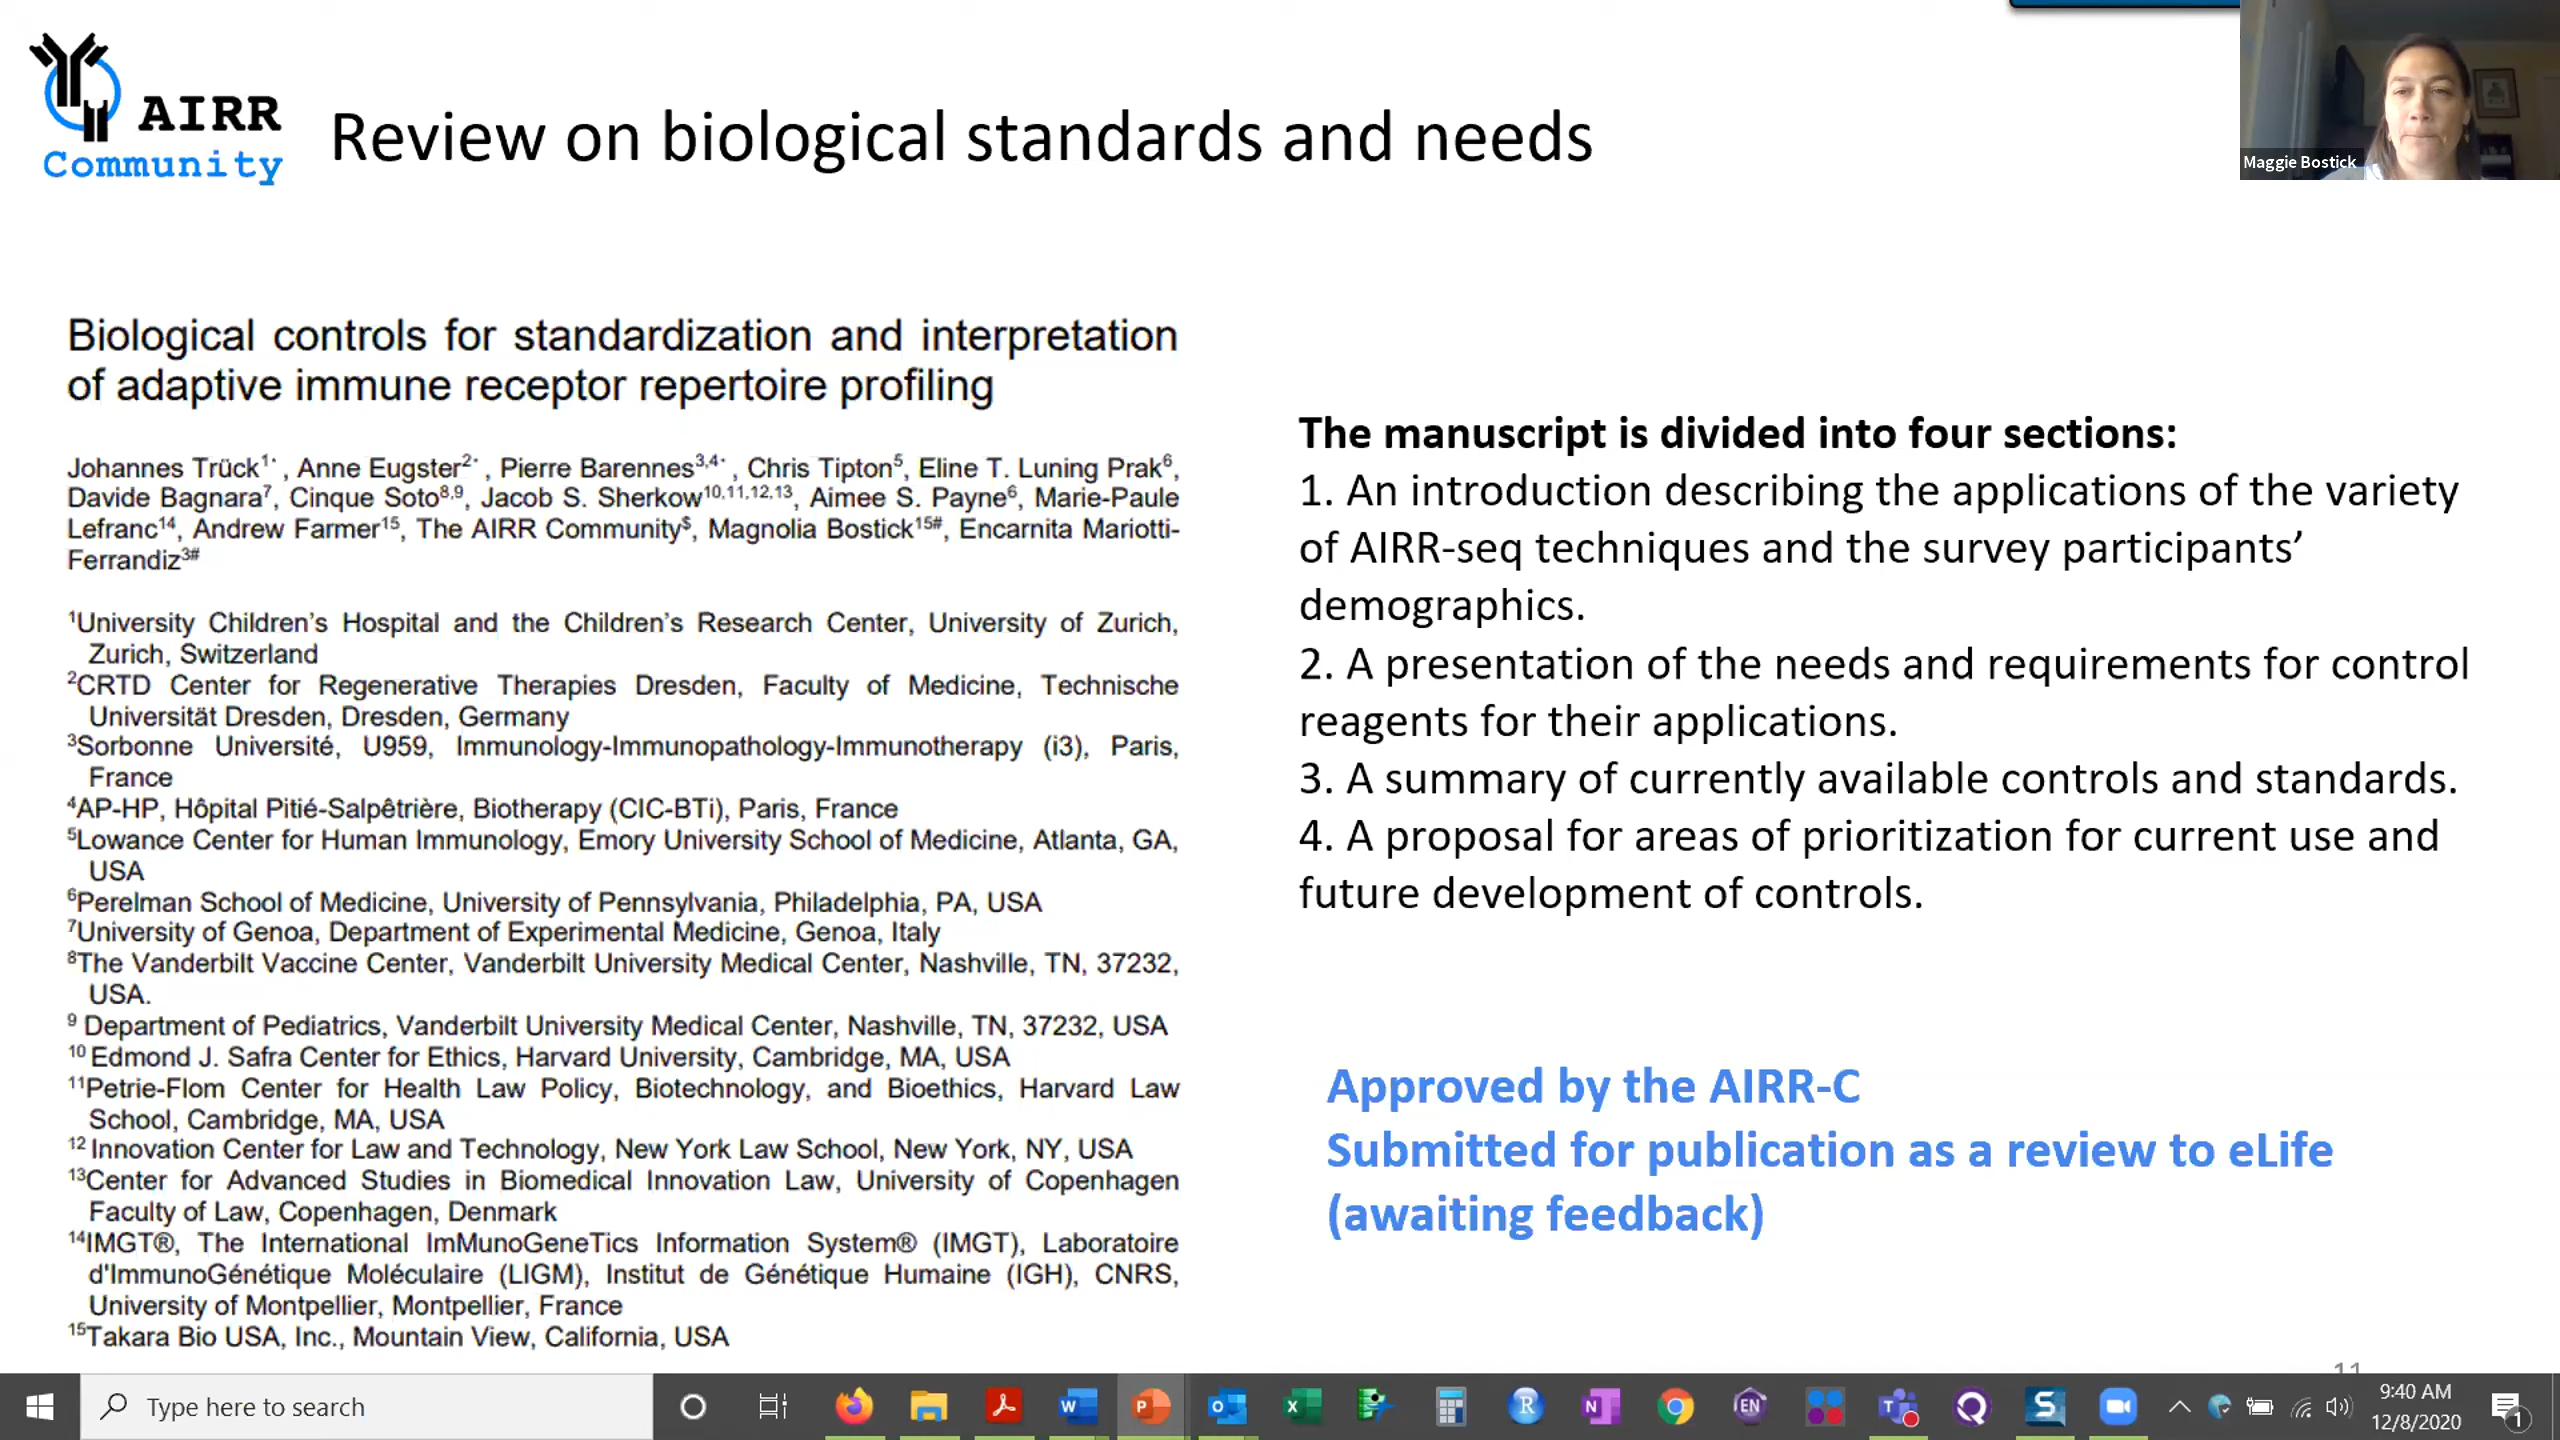 AIRR
Community
Review on biological standards and needs
Maggie Bostick
Biological controls for standardization and interpretation
of adaptive immune receptor repertoire profiling
Johannes Trück1* , Anne Eugster2* , Pierre Barennes3,4* , Chris Tipton5, Eline T. Luning Prak6,
Davide Bagnara7, Cinque Soto8,9, Jacob S. Sherkow10,11,12,13, Aimee S. Payne6, Marie-Paule
Lefranc14, Andrew Farmer15, The AIRR Community$, Magnolia Bostick15#, Encarnita Mariotti-
Ferrandiz3#
1University Children's Hospital and the Children's Research Center, University of Zurich,
Zurich, Switzerland
2CRTD Center for Regenerative Therapies Dresden, Faculty of Medicine, Technische
Universität Dresden, Dresden, Germany
3Sorbonne Université, U959, Immunology-Immunopathology-Immunotherapy (i3), Paris,
France
4AP-HP, Hôpital Pitié-Salpêtrière, Biotherapy (CIC-BTi), Paris, France
5Lowance Center for Human Immunology, Emory University School of Medicine, Atlanta, GA,
USA
6Perelman School of Medicine, University of Pennsylvania, Philadelphia, PA, USA
7University of Genoa, Department of Experimental Medicine, Genoa, Italy
8The Vanderbilt Vaccine Center, Vanderbilt University Medical Center, Nashville, TN, 37232,
USA.
9 Department of Pediatrics, Vanderbilt University Medical Center, Nashville, TN, 37232, USA
10 Edmond J. Safra Center for Ethics, Harvard University, Cambridge, MA, USA
11Petrie-Flom Center for Health Law Policy, Biotechnology, and Bioethics, Harvard Law
School, Cambridge, MA, USA
12 Innovation Center for Law and Technology, New York Law School, New York, NY, USA
13Center for Advanced Studies in Biomedical Innovation Law, University of Copenhagen
Faculty of Law, Copenhagen, Denmark
14IMGT®, The International ImMunoGeneTics Information System® (IMGT), Laboratoire
d'ImmunoGénétique Moléculaire (LIGM), Institut de Génétique Humaine (IGH), CNRS,
University of Montpellier, Montpellier, France
15Takara Bio USA, Inc., Mountain View, California, USA
The manuscript is divided into four sections:
1. An introduction describing the applications of the variety
of AIRR-seq techniques and the survey participants’
demographics.
2. A presentation of the needs and requirements for control
reagents for their applications.
3. A summary of currently available controls and standards.
4. A proposal for areas of prioritization for current use and
future development of controls.
Approved by the AIRR-C
Submitted for publication as a review to eLife
(awaiting feedback)
11
Type here to search
9:40 AM
12/8/2020
1